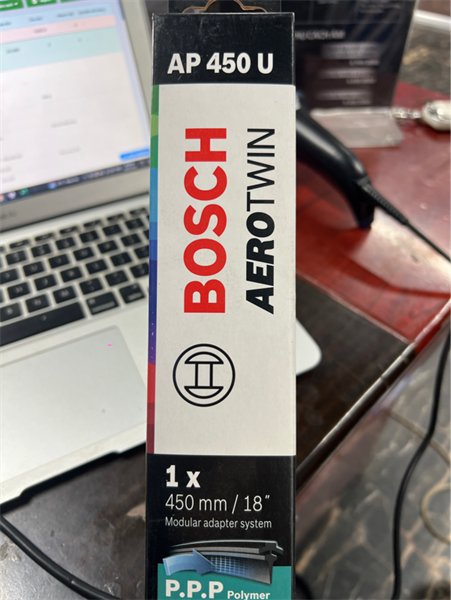 AP 450 U
BOSCH
AEROTWIN
1 x
450 mm / 18"
Modular adapter system
P.P.P Polymer